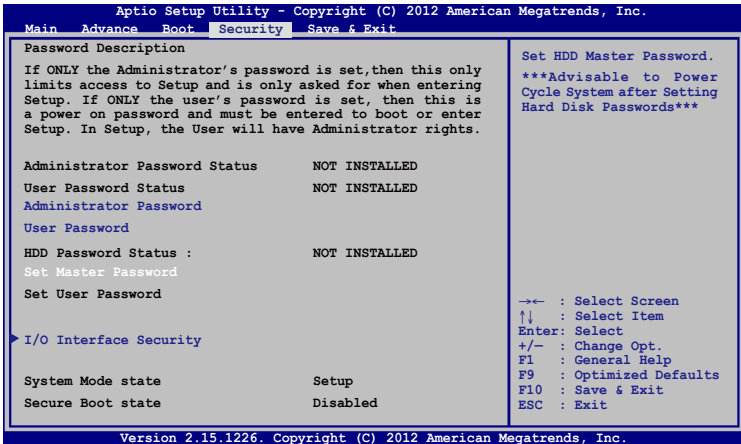 Aptio Setup Utility - Copyright (C) 2012 American Megatrends, Inc.
Main Advance Boot Security Save & Exit
Password Description
If ONLY the Administrator's password is set,then this only
limits access to Setup and is only asked for when entering
Setup. If ONLY the user's password is set, then this is
a power on password and must be entered to boot or enter
Setup. In Setup, the User will have Administrator rights.
Administrator Password Status NOT INSTALLED
User Password Status NOT INSTALLED
Administrator Password
User Password
HDD Password Status : NOT INSTALLED
Set Master Password
Set User Password
I/O Interface Security
System Mode state Setup
Secure Boot state Disabled
Set HDD Master Password.
***Advisable to Power
Cycle System after Setting
Hard Disk Passwords***
→← : Select Screen
↑↓ : Select Item
Enter: Select
+/— : Change Opt.
F1 : General Help
F9 : Optimized Defaults
F10 : Save & Exit
ESC : Exit
Version 2.15.1226. Copyright (C) 2012 American Megatrends, Inc.